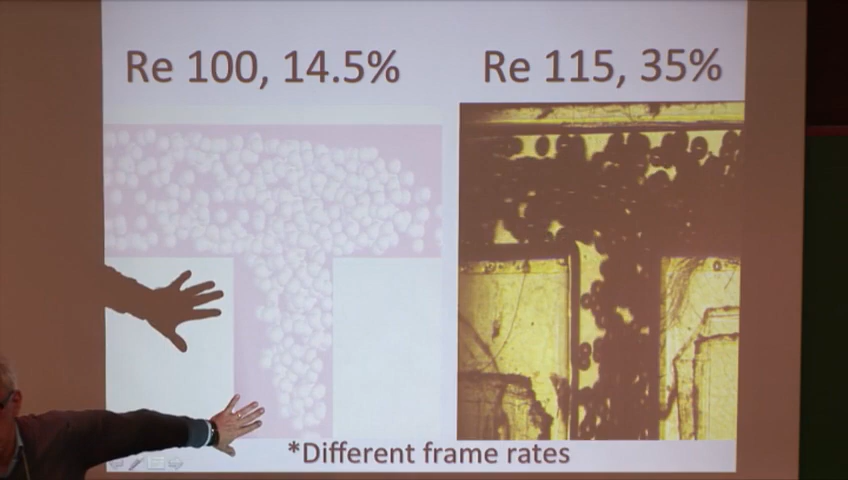 Re 100, 14.5%
Re 115, 35%
*Different frame rates